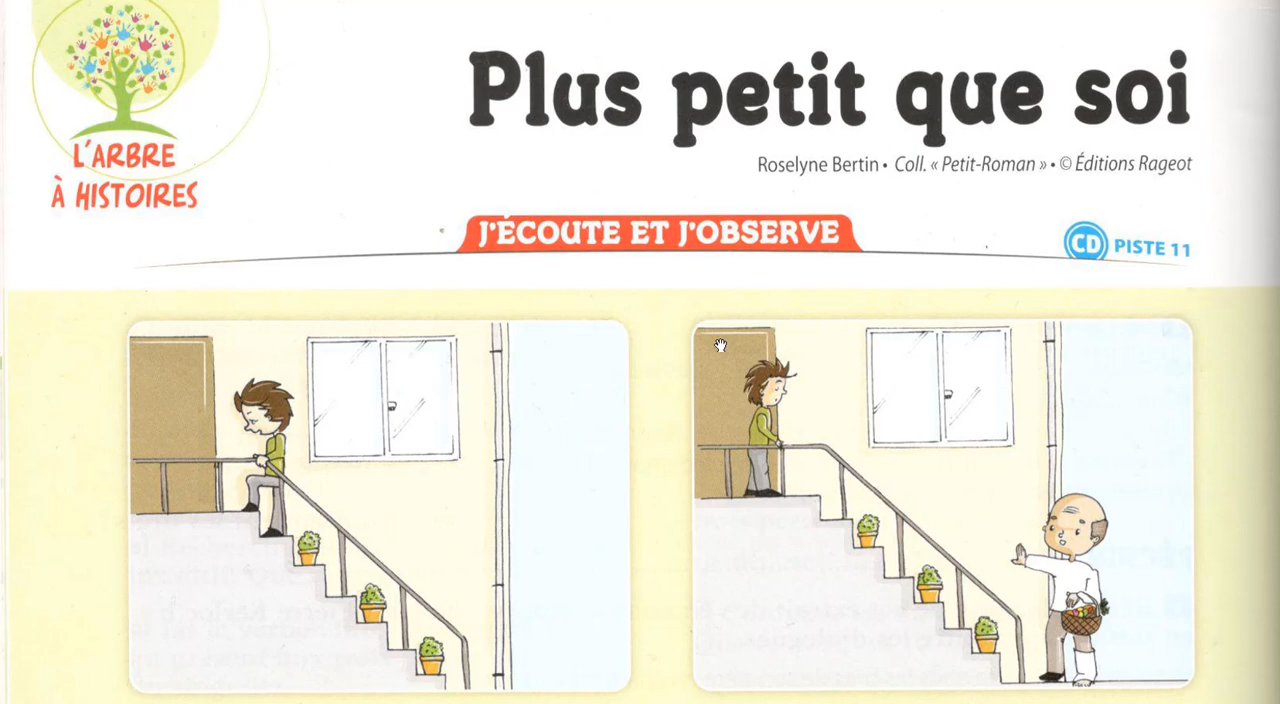 L'ARBRE
À HISTOIRES
Plus petit que soi
Roselyne Bertin • Coll. « Petit-Roman » • © Éditions Rageot
J'ÉCOUTE ET J'OBSERVE
CD PISTE 11